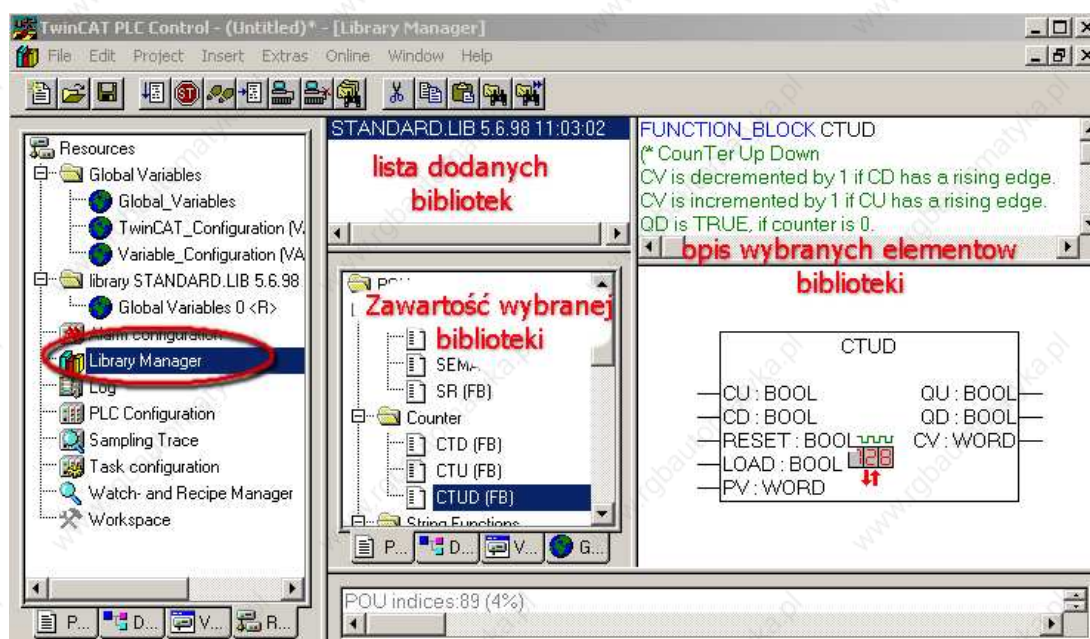 TwinCAT PLC Control - (Untitled)* - [Library Manager]
File Edit Project Insert Extras Online Window Help
Resources
Global Variables
Global_Variables
TwinCAT_Configuration (V
Variable_Configuration (VA
library STANDARD.LIB 5.6.98
Global Variables 0 <R>
Alarm configuration
Library Manager
Log
PLC Configuration
Sampling Trace
Task configuration
Watch- and Recipe Manager
Workspace
P... D... V... R...
STANDARD.LIB 5.6.98 11:03:02
lista dodanych
bibliotek
Zawartość wybranej
biblioteki
SR (FB)
Counter
CTD (FB)
CTU (FB)
CTUD (FB)
String Functions
P... D... V... G...
FUNCTION_BLOCK CTUD
(* CounTer Up Down
CV is decremented by 1 if CD has a rising edge.
CV is incremented by 1 if CU has a rising edge.
QD is TRUE, if counter is 0.
opis wybranych elementow
biblioteki
CTUD
CU : BOOL QU : BOOL
CD : BOOL QD : BOOL
RESET : BOOL CV : WORD
LOAD : BOOL 128
PV : WORD
POU indices:89 (4%)